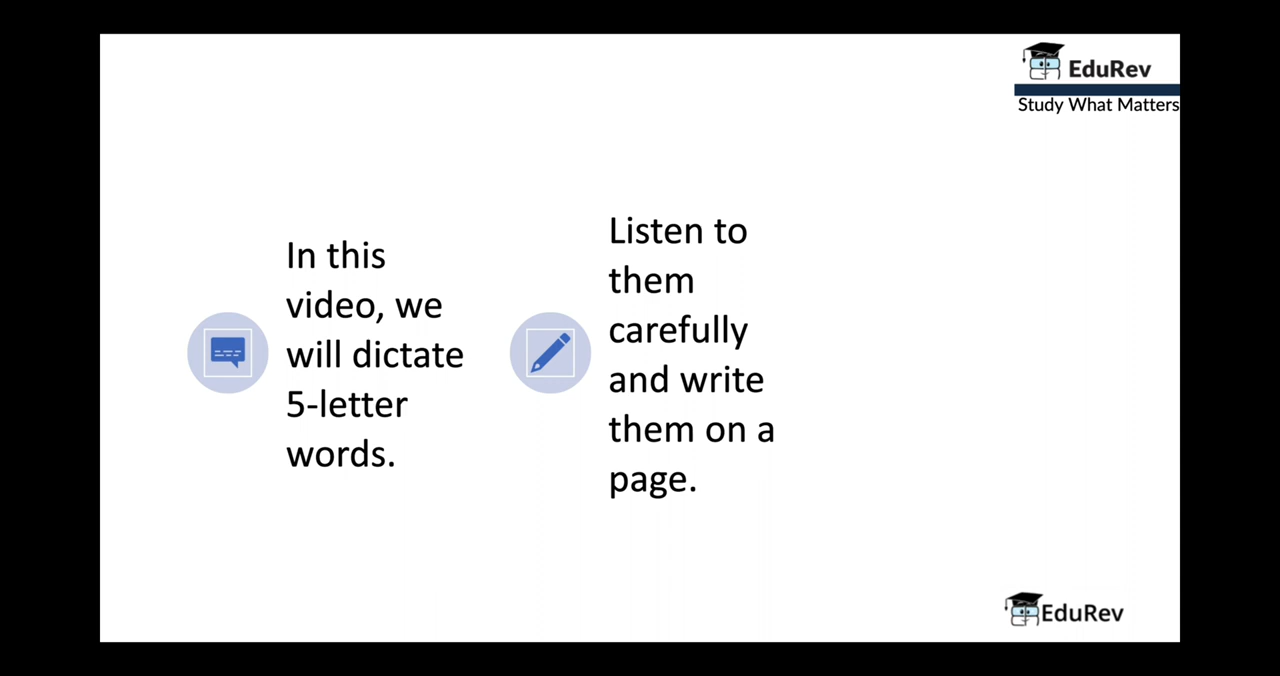 EduRev
Study What Matters
In this
video, we
will dictate
5-letter
words.
Listen to
them
carefully
and write
them on a
page.
EduRev